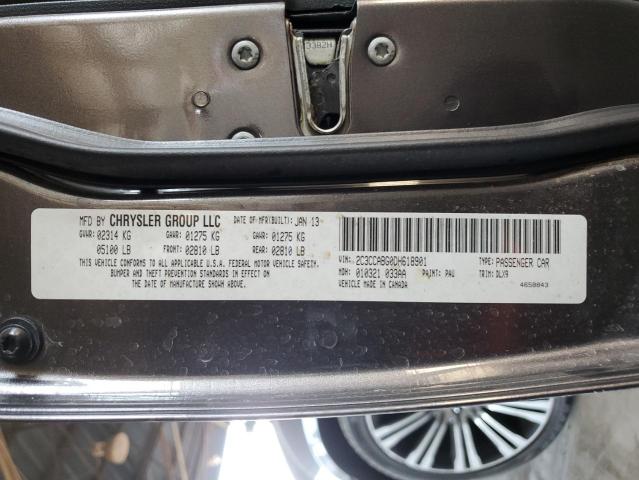 33B2H
MFD BY CHRYSLER GROUP LLC DATE OF MFR(BUILT): JAN 13
GVWR: 02314 KG GAWR: 01275 KG GAWR: 01275 KG
05100 LB FRONT: 02810 LB REAR: 02810 LB
THIS VEHICLE CONFORMS TO ALL APPLICABLE U.S.A. FEDERAL MOTOR VEHICLE SAFETY,
BUMPER AND THEFT PREVENTION STANDARDS IN EFFECT ON
THE DATE OF MANUFACTURE SHOWN ABOVE.
VIN: 2C3CCABG0DH618901 TYPE: PASSENGER CAR
MDH: 010321 033AA PAINT: PAU TRIM: DLX9
VEHICLE MADE IN CANADA 4658043